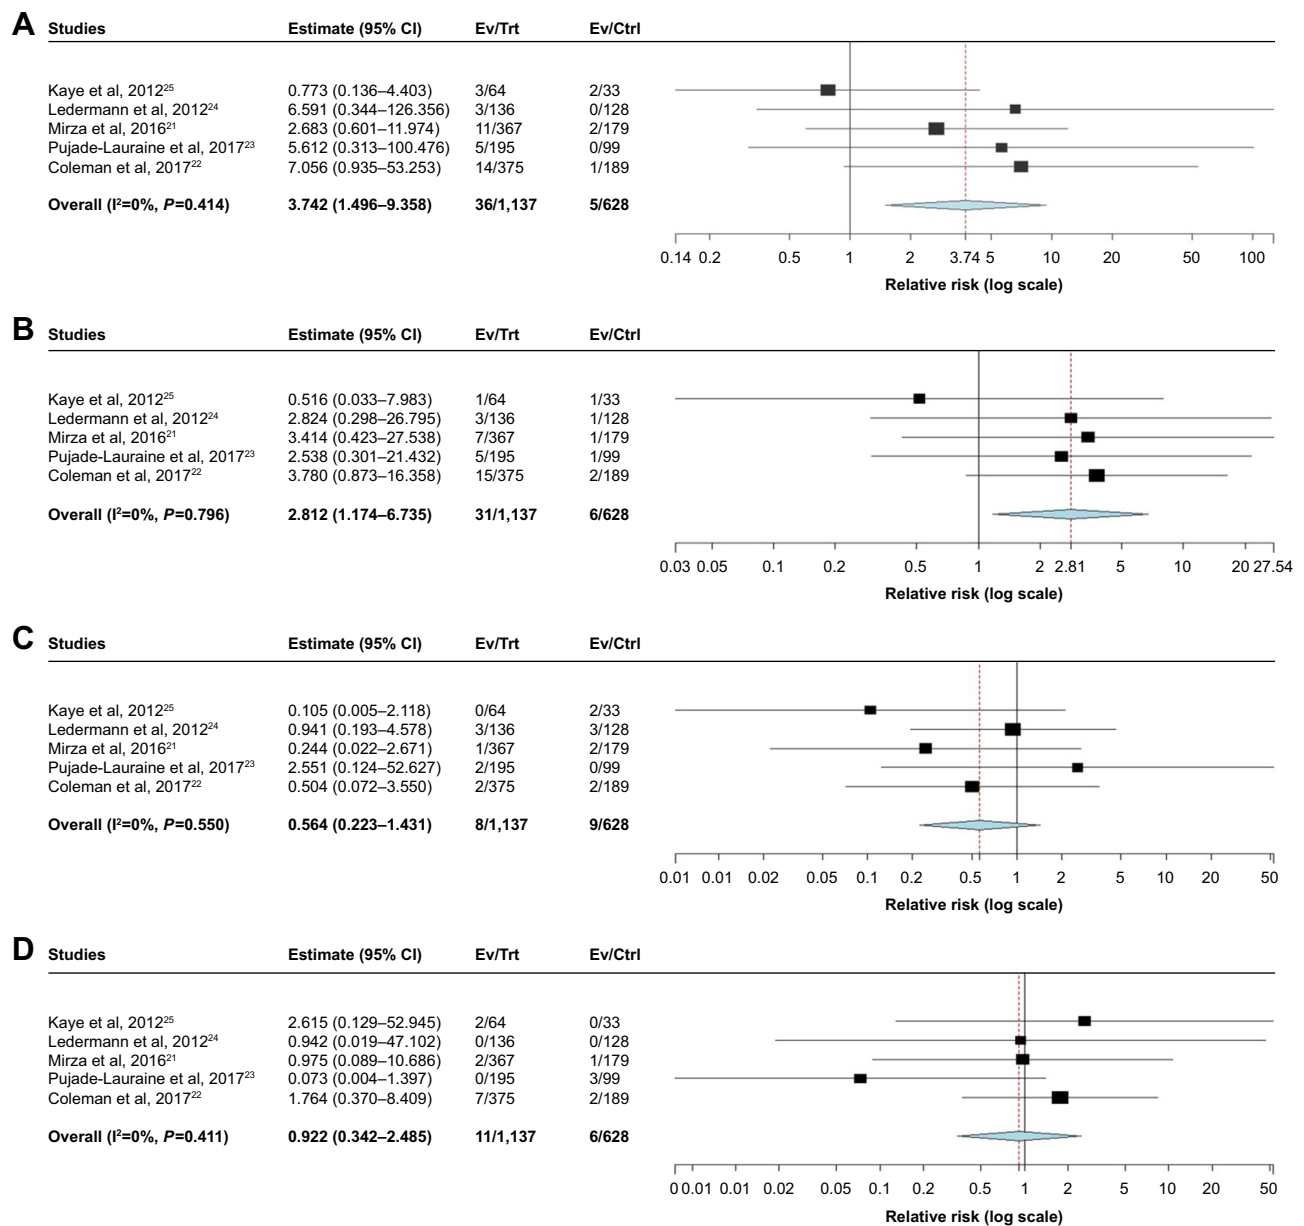 A Studies Estimate (95% CI) Ev/Trt Ev/Ctrl
Kaye et al, 2012²⁵ 0.773 (0.136–4.403) 3/64 2/33
Ledermann et al, 2012²⁴ 6.591 (0.344–126.356) 3/136 0/128
Mirza et al, 2016²¹ 2.683 (0.601–11.974) 11/367 2/179
Pujade-Lauraine et al, 2017²³ 5.612 (0.313–100.476) 5/195 0/99
Coleman et al, 2017²² 7.056 (0.935–53.253) 14/375 1/189
Overall (I²=0%, P=0.414) 3.742 (1.496–9.358) 36/1,137 5/628
0.14 0.2 0.5 1 2 3.74 5 10 20 50 100
Relative risk (log scale)
B Studies Estimate (95% CI) Ev/Trt Ev/Ctrl
Kaye et al, 2012²⁵ 0.516 (0.033–7.983) 1/64 1/33
Ledermann et al, 2012²⁴ 2.824 (0.298–26.795) 3/136 1/128
Mirza et al, 2016²¹ 3.414 (0.423–27.538) 7/367 1/179
Pujade-Lauraine et al, 2017²³ 2.538 (0.301–21.432) 5/195 1/99
Coleman et al, 2017²² 3.780 (0.873–16.358) 15/375 2/189
Overall (I²=0%, P=0.796) 2.812 (1.174–6.735) 31/1,137 6/628
0.03 0.05 0.1 0.2 0.5 1 2 2.81 5 10 20 27.54
Relative risk (log scale)
C Studies Estimate (95% CI) Ev/Trt Ev/Ctrl
Kaye et al, 2012²⁵ 0.105 (0.005–2.118) 0/64 2/33
Ledermann et al, 2012²⁴ 0.941 (0.193–4.578) 3/136 3/128
Mirza et al, 2016²¹ 0.244 (0.022–2.671) 1/367 2/179
Pujade-Lauraine et al, 2017²³ 2.551 (0.124–52.627) 2/195 0/99
Coleman et al, 2017²² 0.504 (0.072–3.550) 2/375 2/189
Overall (I²=0%, P=0.550) 0.564 (0.223–1.431) 8/1,137 9/628
0.01 0.01 0.02 0.05 0.1 0.2 0.5 1 2 5 10 20 50
Relative risk (log scale)
D Studies Estimate (95% CI) Ev/Trt Ev/Ctrl
Kaye et al, 2012²⁵ 2.615 (0.129–52.945) 2/64 0/33
Ledermann et al, 2012²⁴ 0.942 (0.019–47.102) 0/136 0/128
Mirza et al, 2016²¹ 0.975 (0.089–10.686) 2/367 1/179
Pujade-Lauraine et al, 2017²³ 0.073 (0.004–1.397) 0/195 3/99
Coleman et al, 2017²² 1.764 (0.370–8.409) 7/375 2/189
Overall (I²=0%, P=0.411) 0.922 (0.342–2.485) 11/1,137 6/628
0 0.01 0.01 0.02 0.05 0.1 0.2 0.5 1 2 5 10 20 50
Relative risk (log scale)